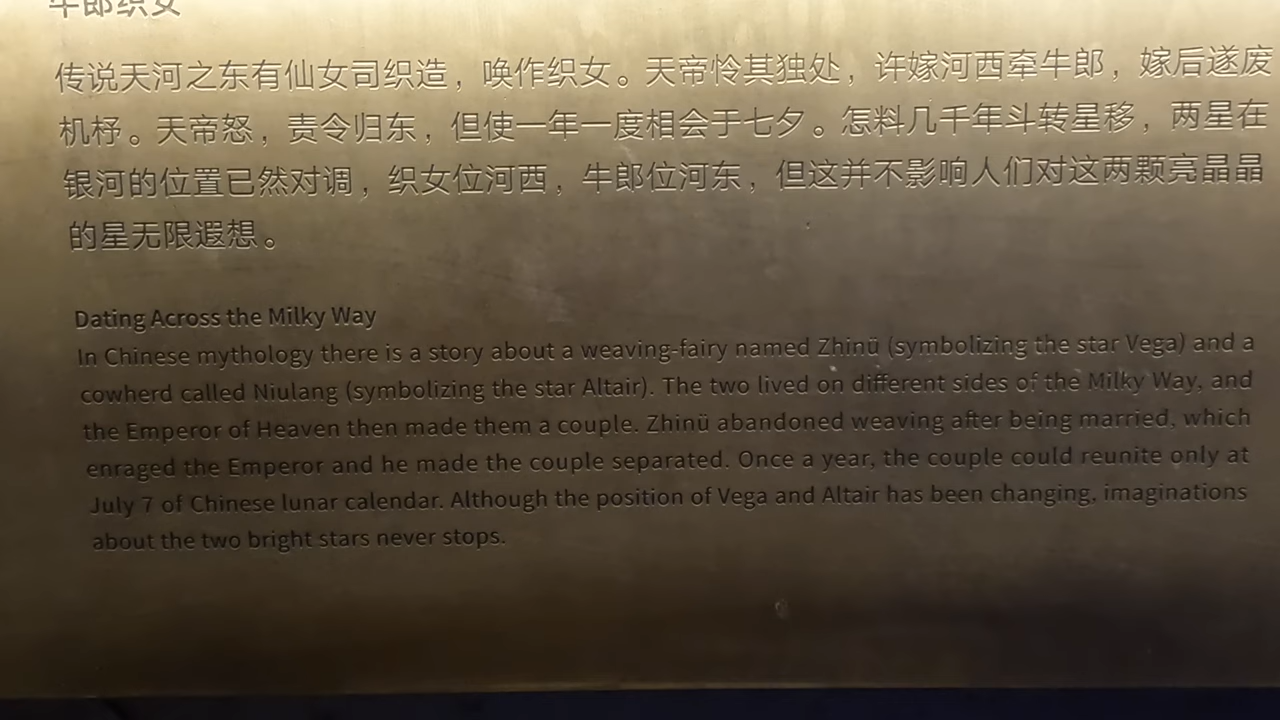 牛郎织女
传说天河之东有仙女司织造，唤作织女。天帝怜其独处，许嫁河西牵牛郎，嫁后遂废
机杼。天帝怒，责令归东，但使一年一度相会于七夕。怎料几千年斗转星移，两星在
银河的位置已然对调，织女位河西，牛郎位河东，但这并不影响人们对这两颗亮晶晶
的星无限遐想。
Dating Across the Milky Way
In Chinese mythology there is a story about a weaving-fairy named Zhinü (symbolizing the star Vega) and a
cowherd called Niulang (symbolizing the star Altair). The two lived on different sides of the Milky Way, and
the Emperor of Heaven then made them a couple. Zhinü abandoned weaving after being married, which
enraged the Emperor and he made the couple separated. Once a year, the couple could reunite only at
July 7 of Chinese lunar calendar. Although the position of Vega and Altair has been changing, imaginations
about the two bright stars never stops.